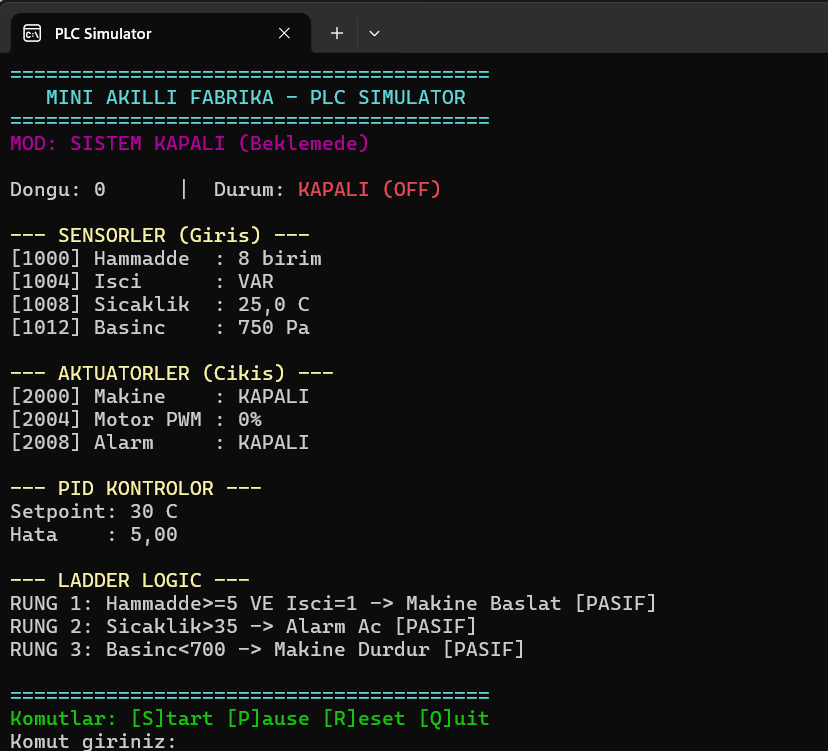 PLC Simulator
========================================
MINI AKILLI FABRIKA - PLC SIMULATOR
========================================
MOD: SISTEM KAPALI (Beklemede)
Dongu: 0      |  Durum: KAPALI (OFF)
--- SENSORLER (Giris) ---
[1000] Hammadde  : 8 birim
[1004] Isci      : VAR
[1008] Sicaklik  : 25,0 C
[1012] Basinc    : 750 Pa
--- AKTUATORLER (Cikis) ---
[2000] Makine    : KAPALI
[2004] Motor PWM : 0%
[2008] Alarm     : KAPALI
--- PID KONTROLOR ---
Setpoint: 30 C
Hata    : 5,00
--- LADDER LOGIC ---
RUNG 1: Hammadde>=5 VE Isci=1 -> Makine Baslat [PASIF]
RUNG 2: Sicaklik>35 -> Alarm Ac [PASIF]
RUNG 3: Basinc<700 -> Makine Durdur [PASIF]
========================================
Komutlar: [S]tart [P]ause [R]eset [Q]uit
Komut giriniz: